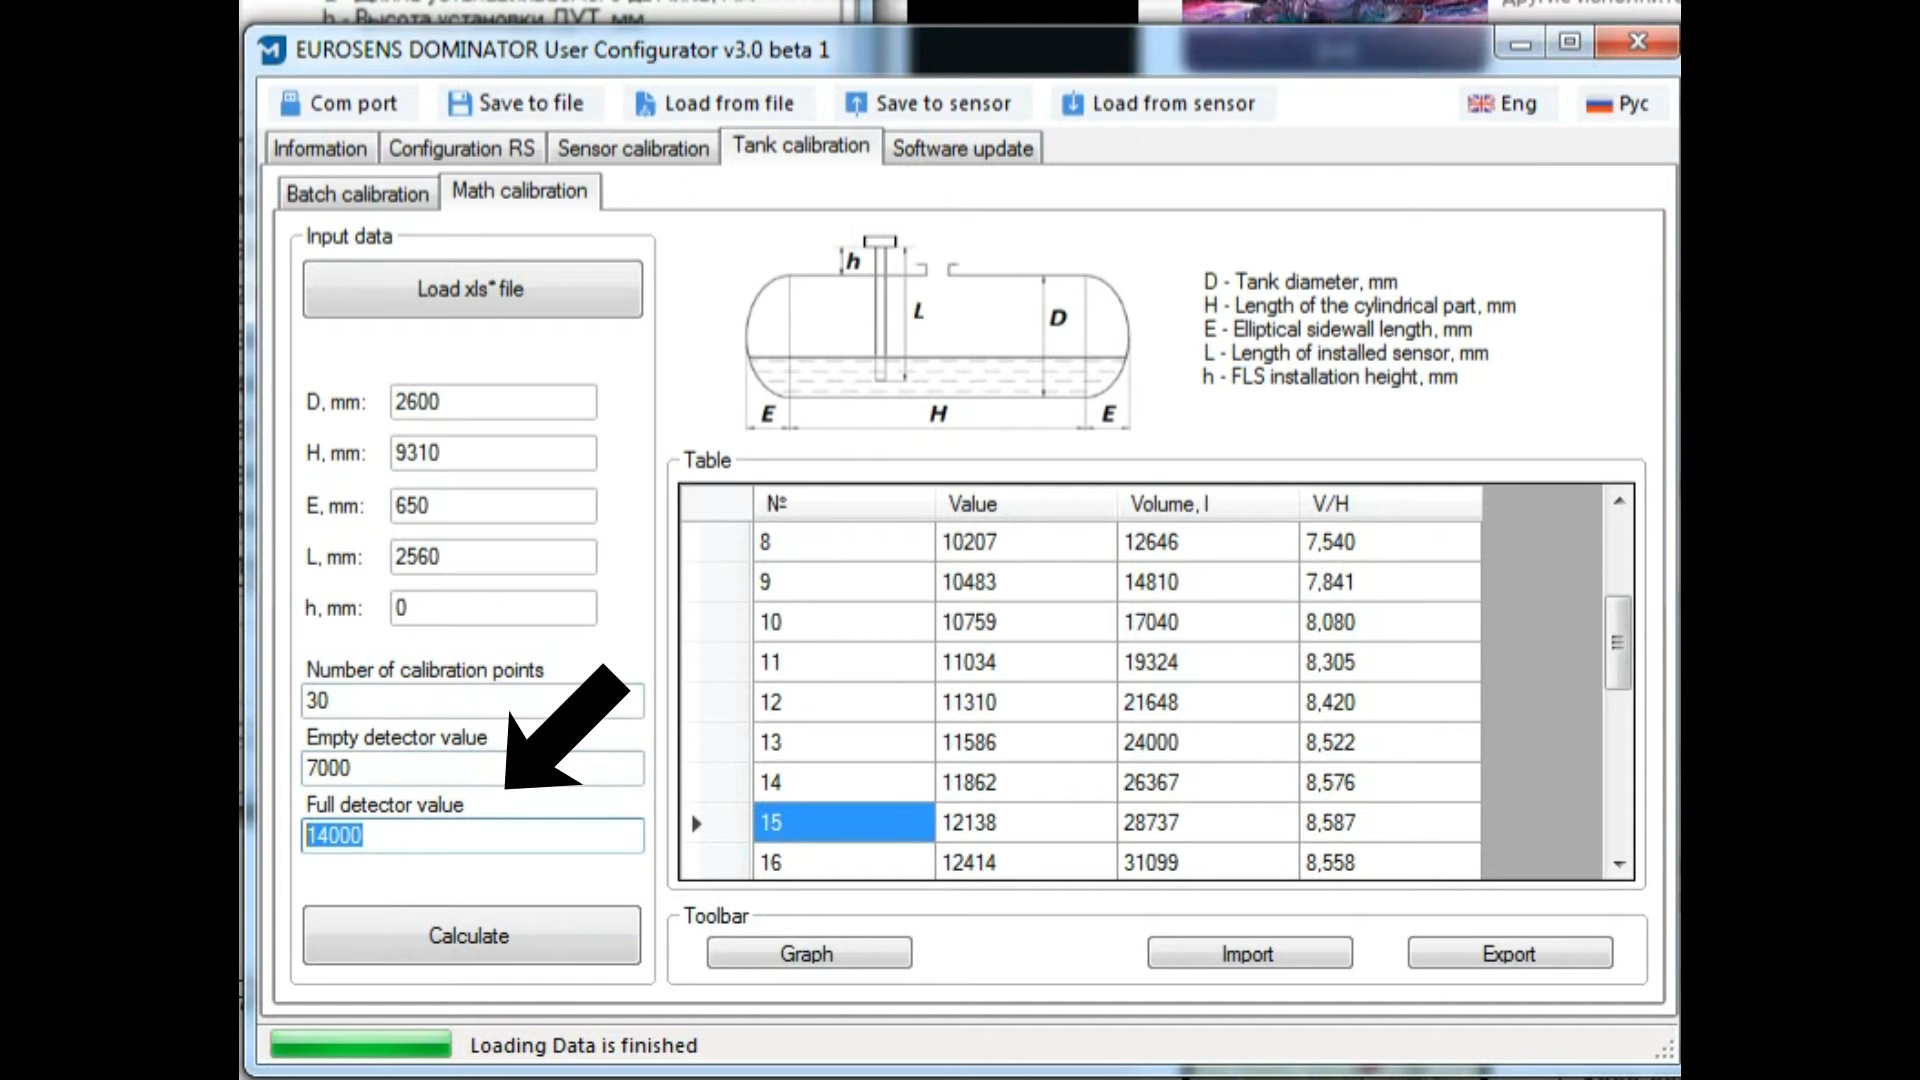 h - Высота установки ДУТ, мм
EUROSENS DOMINATOR User Configurator v3.0 beta 1
Com port Save to file Load from file Save to sensor Load from sensor Eng Рус
Information Configuration RS Sensor calibration Tank calibration Software update
Batch calibration Math calibration
Input data
Load xls* file
D, mm: 2600
H, mm: 9310
E, mm: 650
L, mm: 2560
h, mm: 0
Number of calibration points
30
Empty detector value
7000
Full detector value
14000
Calculate
h
L
D
E H E
D - Tank diameter, mm
H - Length of the cylindrical part, mm
E - Elliptical sidewall length, mm
L - Length of installed sensor, mm
h - FLS installation height, mm
Table
№ Value Volume, l V/H
8 10207 12646 7,540
9 10483 14810 7,841
10 10759 17040 8,080
11 11034 19324 8,305
12 11310 21648 8,420
13 11586 24000 8,522
14 11862 26367 8,576
15 12138 28737 8,587
16 12414 31099 8,558
Toolbar
Graph Import Export
Loading Data is finished